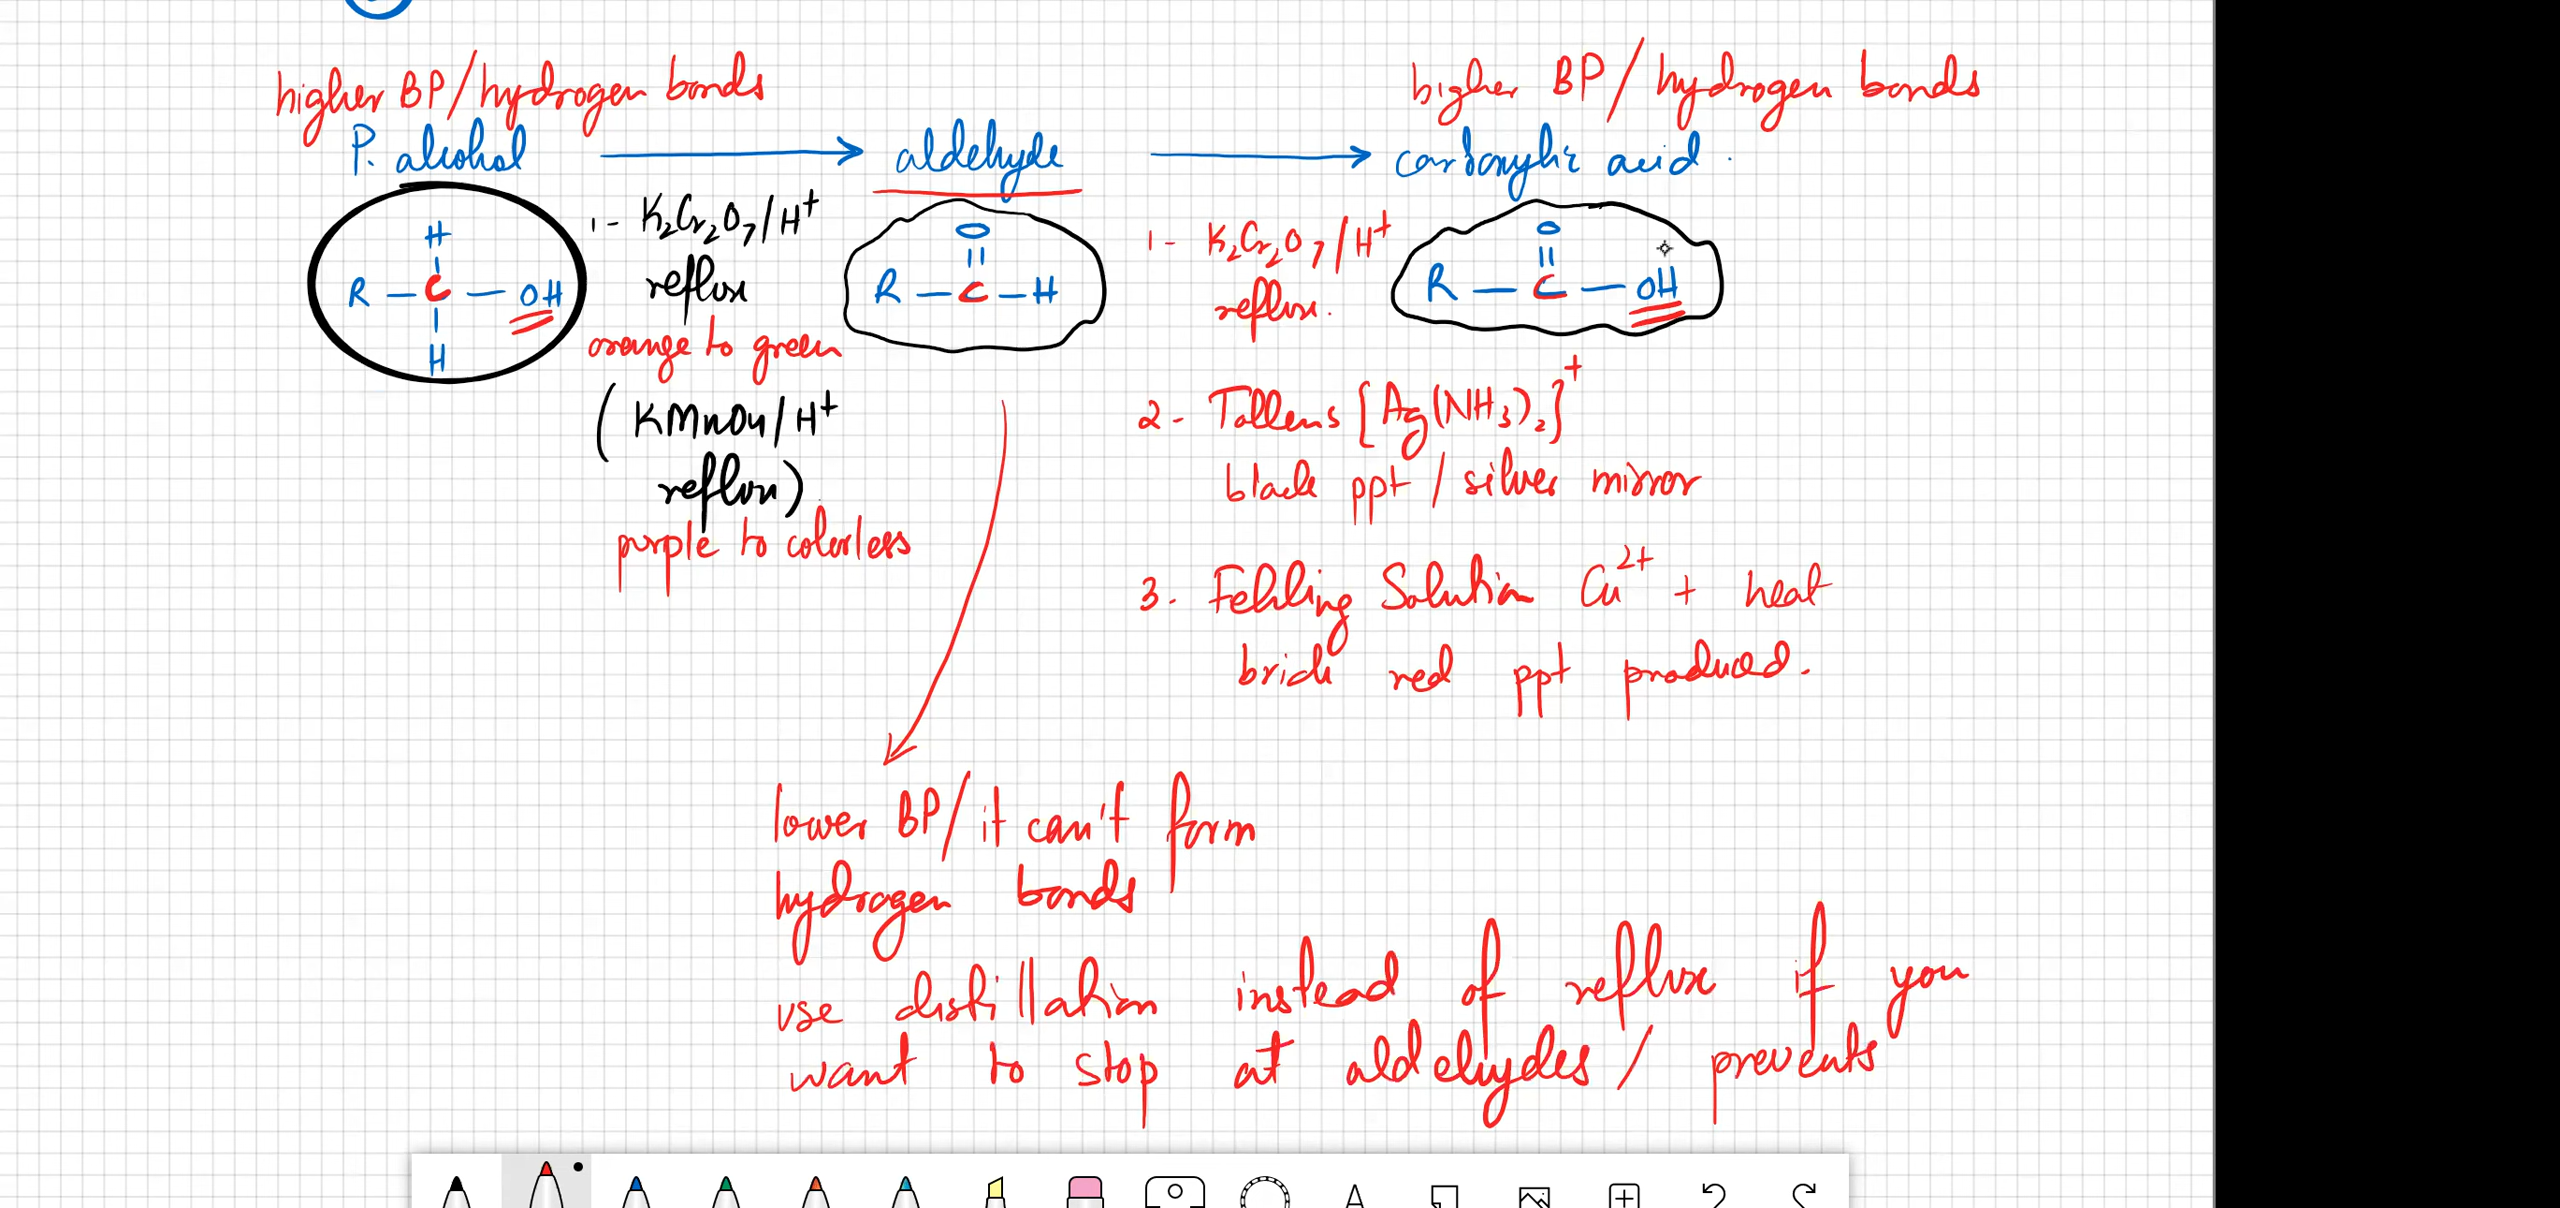 higher BP/hydrogen bonds
higher BP/hydrogen bonds
P. alcohol → aldehyde → carboxylic acid.
H
R – C – OH
H
1- K₂Cr₂O₇/H⁺
reflux
orange to green
(KMnO4/H⁺
reflux)
purple to colorless
O
R – C – H
1- K₂Cr₂O₇/H⁺
reflux.
O
R – C – OH
2- Tollens [Ag(NH₃)₂]⁺
black ppt / silver mirror
3. Fehling Solution Cu²⁺ + heat
brick red ppt produced.
lower BP/it can't form
hydrogen bonds
use distillation instead of reflux if you
want to stop at aldehydes / prevents